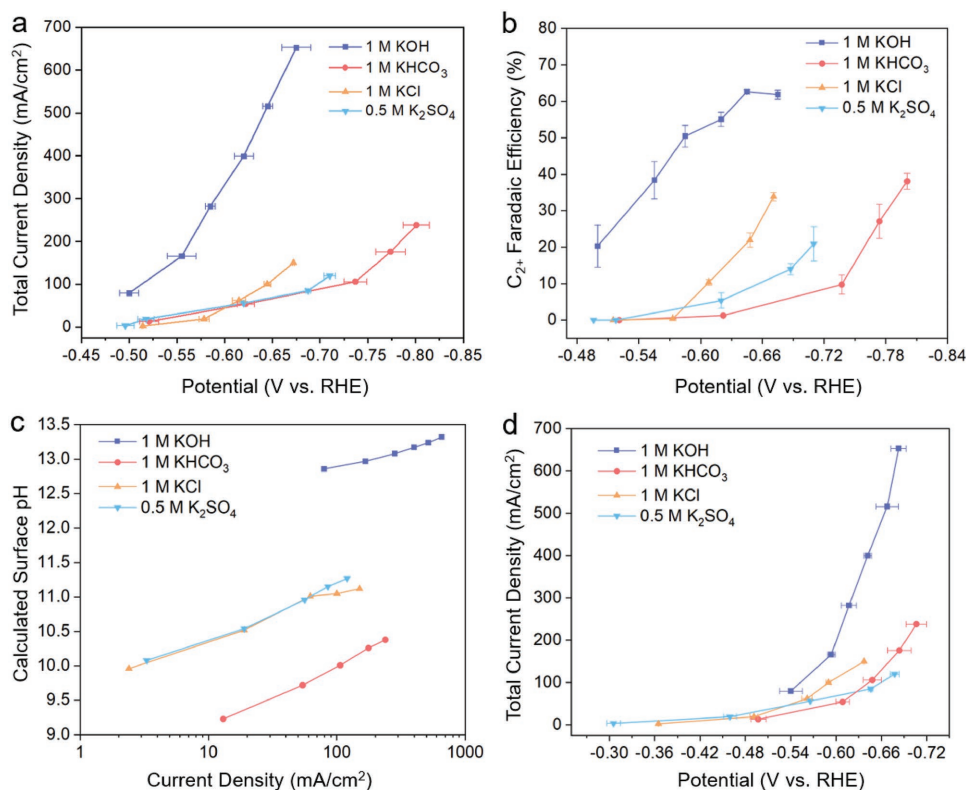 a
700
600
500
400
300
200
100
0
-0.45 -0.50 -0.55 -0.60 -0.65 -0.70 -0.75 -0.80 -0.85
Total Current Density (mA/cm²)
Potential (V vs. RHE)
1 M KOH
1 M KHCO₃
1 M KCl
0.5 M K₂SO₄
b
80
70
60
50
40
30
20
10
0
-0.48 -0.54 -0.60 -0.66 -0.72 -0.78 -0.84
C₂₊ Faradaic Efficiency (%)
Potential (V vs. RHE)
1 M KOH
1 M KHCO₃
1 M KCl
0.5 M K₂SO₄
c
13.5
13.0
12.5
12.0
11.5
11.0
10.5
10.0
9.5
9.0
1 10 100 1000
Calculated Surface pH
Current Density (mA/cm²)
1 M KOH
1 M KHCO₃
1 M KCl
0.5 M K₂SO₄
d
700
600
500
400
300
200
100
0
-0.30 -0.36 -0.42 -0.48 -0.54 -0.60 -0.66 -0.72
Total Current Density (mA/cm²)
Potential (V vs. RHE)
1 M KOH
1 M KHCO₃
1 M KCl
0.5 M K₂SO₄